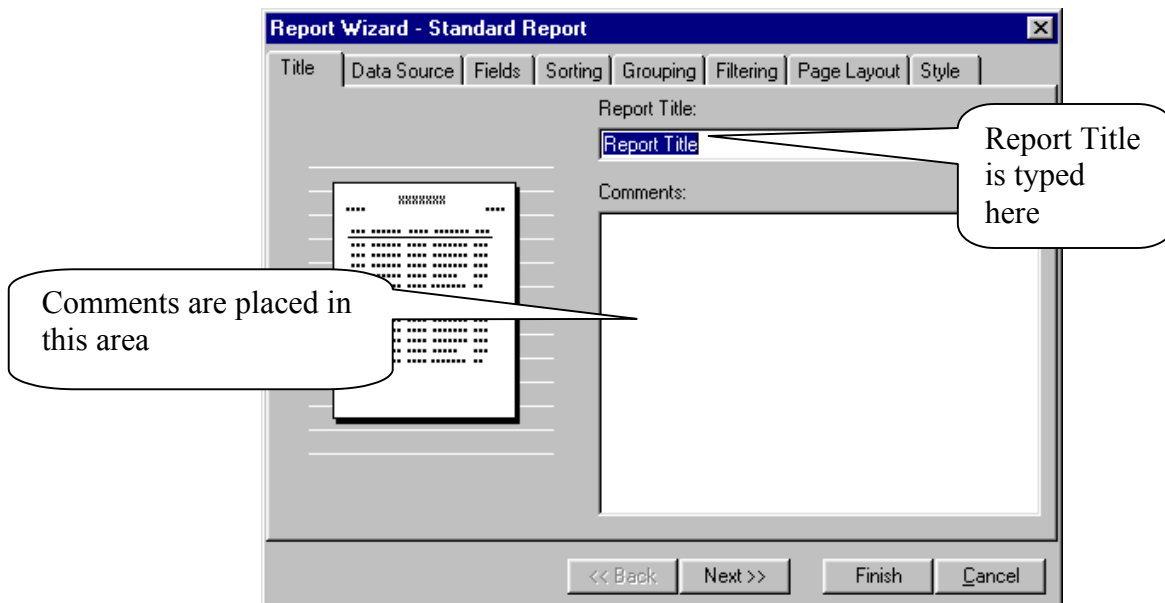 Report Wizard - Standard Report
Title Data Source Fields Sorting Grouping Filtering Page Layout Style
Report Title:
Report Title
Report Title
is typed
here
Comments:
XXXXXXX
Comments are placed in
this area
<< Back Next >> Finish Cancel